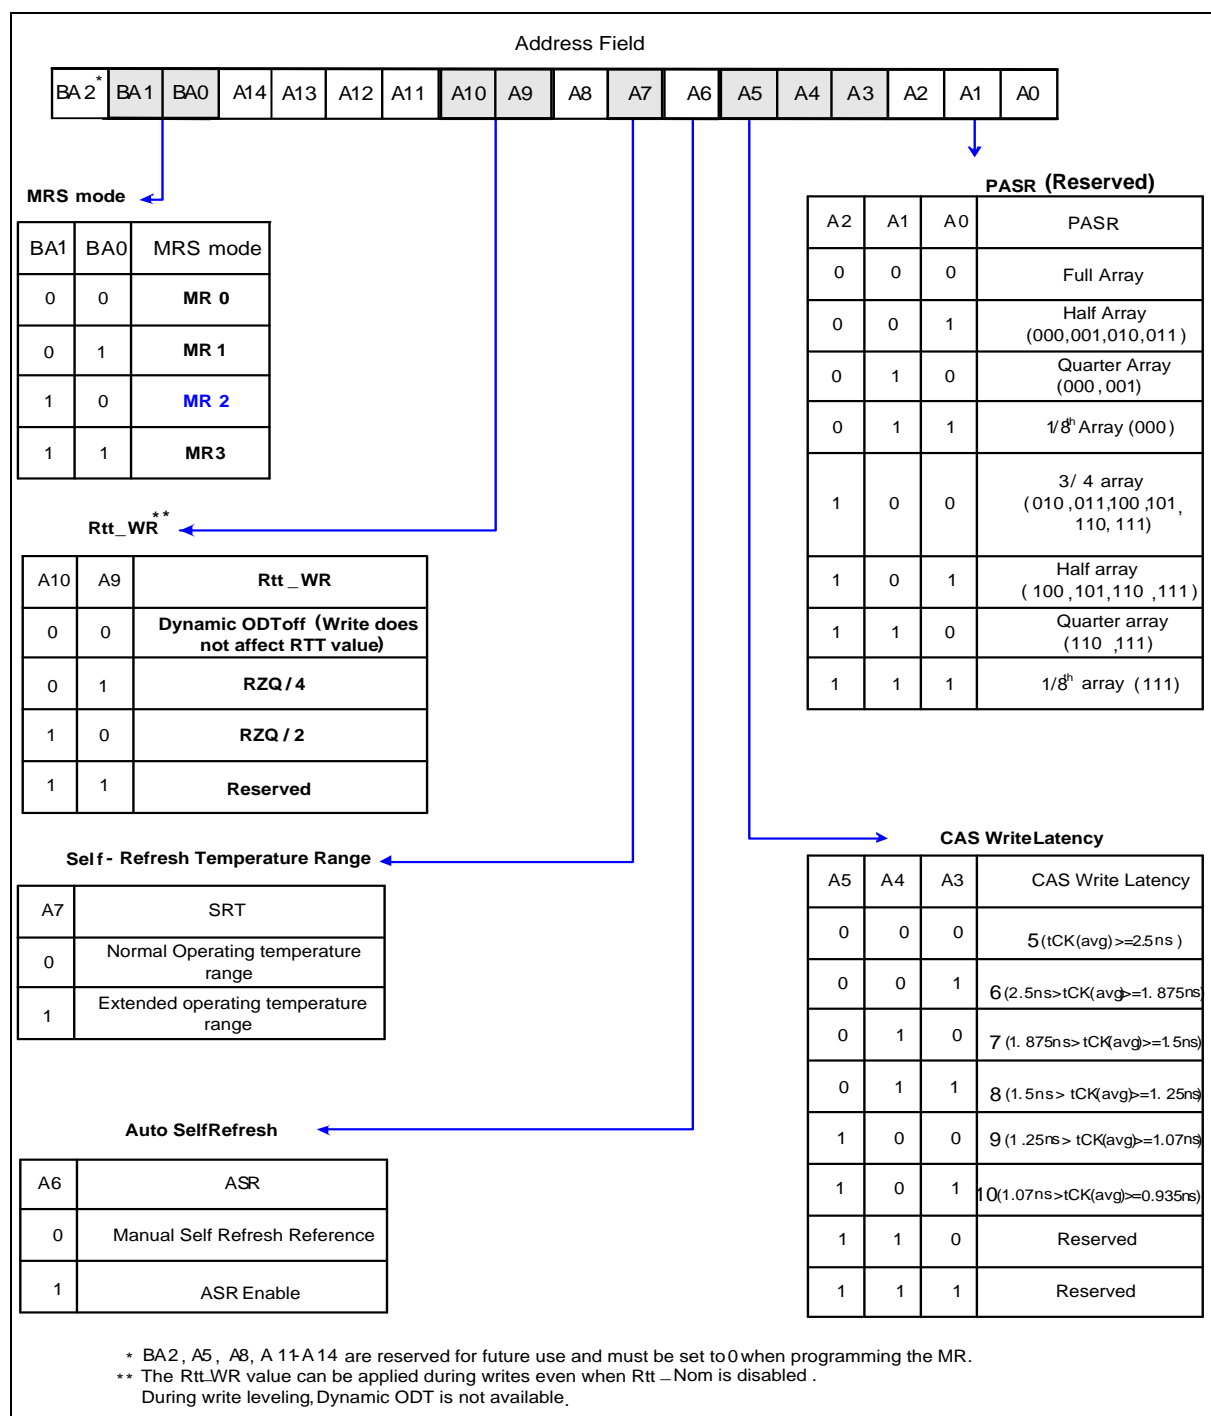 Address Field
BA2* BA1 BA0 A14 A13 A12 A11 A10 A9 A8 A7 A6 A5 A4 A3 A2 A1 A0
MRS mode
BA1 BA0 MRS mode
0 0 MR 0
0 1 MR 1
1 0 MR 2
1 1 MR3
Rtt_WR**
A10 A9 Rtt_WR
0 0 Dynamic ODT off (Write does
not affect RTT value)
0 1 RZQ/4
1 0 RZQ/2
1 1 Reserved
Self-Refresh Temperature Range
A7 SRT
0 Normal Operating temperature
range
1 Extended operating temperature
range
Auto SelfRefresh
A6 ASR
0 Manual Self Refresh Reference
1 ASR Enable
PASR (Reserved)
A2 A1 A0 PASR
0 0 0 Full Array
0 0 1 Half Array
(000,001,010,011)
0 1 0 Quarter Array
(000,001)
0 1 1 1/8th Array (000)
1 0 0 3/4 array
(010,011,100,101,
110,111)
1 0 1 Half array
(100,101,110,111)
1 1 0 Quarter array
(110,111)
1 1 1 1/8th array (111)
CAS WriteLatency
A5 A4 A3 CAS Write Latency
0 0 0 5 (tCK(avg)>=2.5ns)
0 0 1 6 (2.5ns>tCK(avg)>=1.875ns)
0 1 0 7 (1.875ns>tCK(avg)>=1.5ns)
0 1 1 8 (1.5ns>tCK(avg)>=1.25ns)
1 0 0 9 (1.25ns>tCK(avg)>=1.07ns)
1 0 1 10(1.07ns>tCK(avg)>=0.935ns)
1 1 0 Reserved
1 1 1 Reserved
* BA2, A5, A8, A11-A14 are reserved for future use and must be set to 0 when programming the MR.
** The Rtt_WR value can be applied during writes even when Rtt_Nom is disabled.
During write leveling, Dynamic ODT is not available.